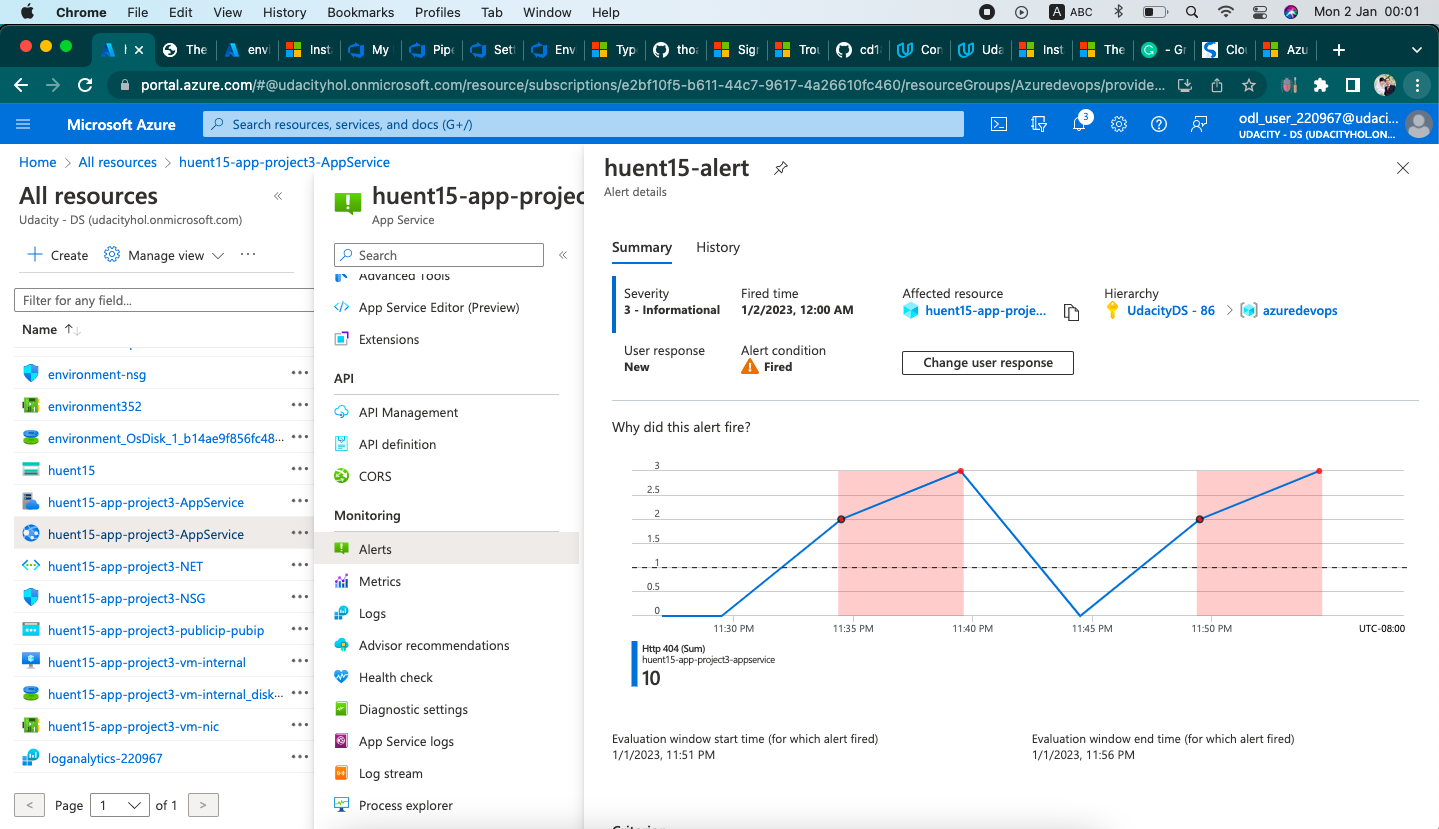 Chrome File Edit View History Bookmarks Profiles Tab Window Help A ABC Mon 2 Jan 00:01
The envi Inst My Pipe Set Env Typ tho Sig Tro cd1 Con Uda Inst The - Gr Clo Azu
portal.azure.com/#@udacityhol.onmicrosoft.com/resource/subscriptions/e2bf10f5-b611-44c7-9617-4a26610fc460/resourceGroups/Azuredevops/provide...
Microsoft Azure
Search resources, services, and docs (G+/)
3
odl_user_220967@udaci...
UDACITY - DS (UDACITYHOL.ON...
Home > All resources > huent15-app-project3-AppService
All resources
Udacity - DS (udacityhol.onmicrosoft.com)
Create Manage view ...
Filter for any field...
Name
environment-nsg
environment352
environment_OsDisk_1_b14ae9f856fc48...
huent15
huent15-app-project3-AppService
huent15-app-project3-AppService
huent15-app-project3-NET
huent15-app-project3-NSG
huent15-app-project3-publicip-pubip
huent15-app-project3-vm-internal
huent15-app-project3-vm-internal_disk...
huent15-app-project3-vm-nic
loganalytics-220967
< Page 1 of 1 >
huent15-app-projec
App Service
Search
Advanced Tools
App Service Editor (Preview)
Extensions
API
API Management
API definition
CORS
Monitoring
Alerts
Metrics
Logs
Advisor recommendations
Health check
Diagnostic settings
App Service logs
Log stream
Process explorer
huent15-alert
Alert details
Summary History
Severity
3 - Informational
Fired time
1/2/2023, 12:00 AM
Affected resource
huent15-app-proje...
Hierarchy
UdacityDS - 86 > azuredevops
User response
New
Alert condition
Fired
Change user response
Why did this alert fire?
3
2.5
2
1.5
1
0.5
0
11:30 PM 11:35 PM 11:40 PM 11:45 PM 11:50 PM UTC-08:00
Http 404 (Sum)
huent15-app-project3-appservice
10
Evaluation window start time (for which alert fired)
1/1/2023, 11:51 PM
Evaluation window end time (for which alert fired)
1/1/2023, 11:56 PM